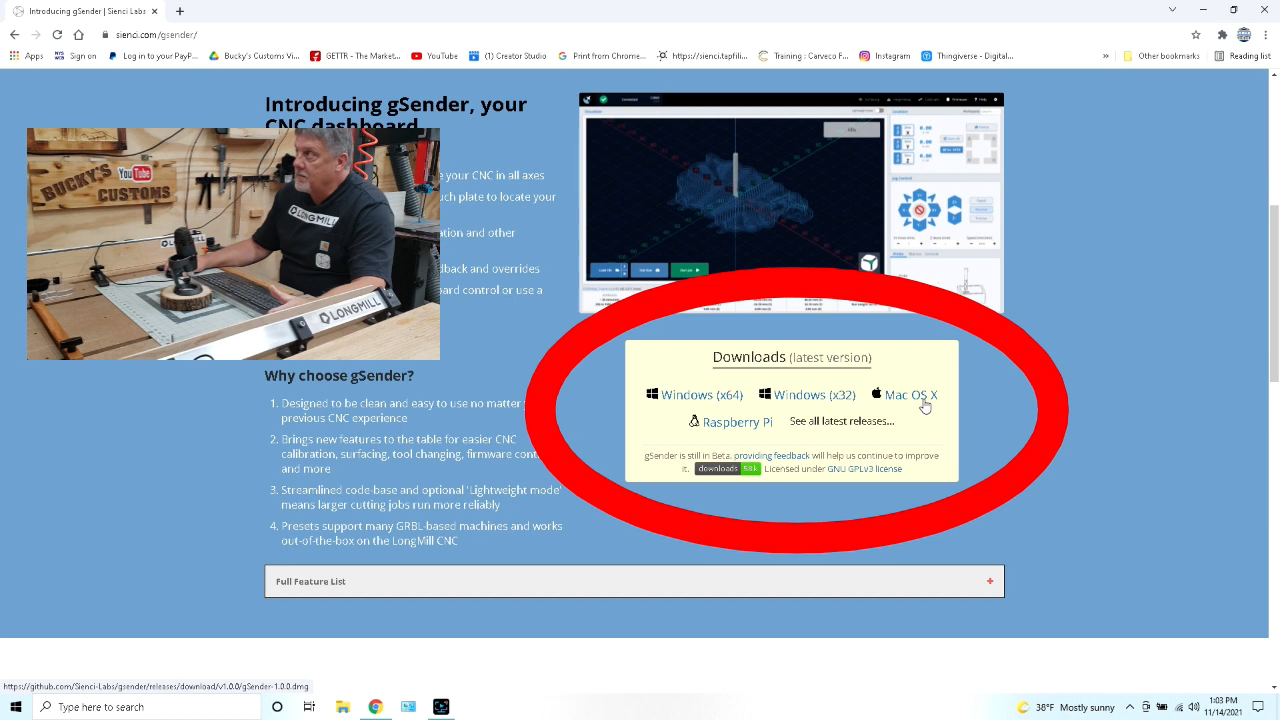 Introducing gSender | Sienci La
sienci.com/gsender/
Apps
Sign on
Log in to your PayP...
Bucky's Customs Vi...
GETTR - The Market...
YouTube
(1) Creator Studio
Print from Chrome...
https://sienci.tapfili...
Training : Carveco F...
Instagram
Thingiverse - Digital...
»
Other bookmarks
Reading list
Introducing gSender, your
CNC dashboard
e your CNC in all axes
uch plate to locate your
ation and other
dback and overrides
oard control or use a
BUCKY'S
YouTube
CUSTOMS
LONGMILL
LONGMILL
Why choose gSender?
1. Designed to be clean and easy to use no matter
previous CNC experience
2. Brings new features to the table for easier CNC
calibration, surfacing, tool changing, firmware cont
and more
3. Streamlined code-base and optional 'Lightweight mode'
means larger cutting jobs run more reliably
4. Presets support many GRBL-based machines and works
out-of-the-box on the LongMill CNC
Downloads (latest version)
Windows (x64) Windows (x32) Mac OS X
Raspberry Pi See all latest releases...
gSender is still in Beta. providing feedback will help us continue to improve
it. downloads 58k Licensed under GNU GPLv3 license
Full Feature List +
https://github.com/Sienci-Labs/gsender/releases/download/v1.0.0/gSender-1.0.0.dmg
Type here to search
38°F Mostly sunny
1:03 PM
11/14/2021